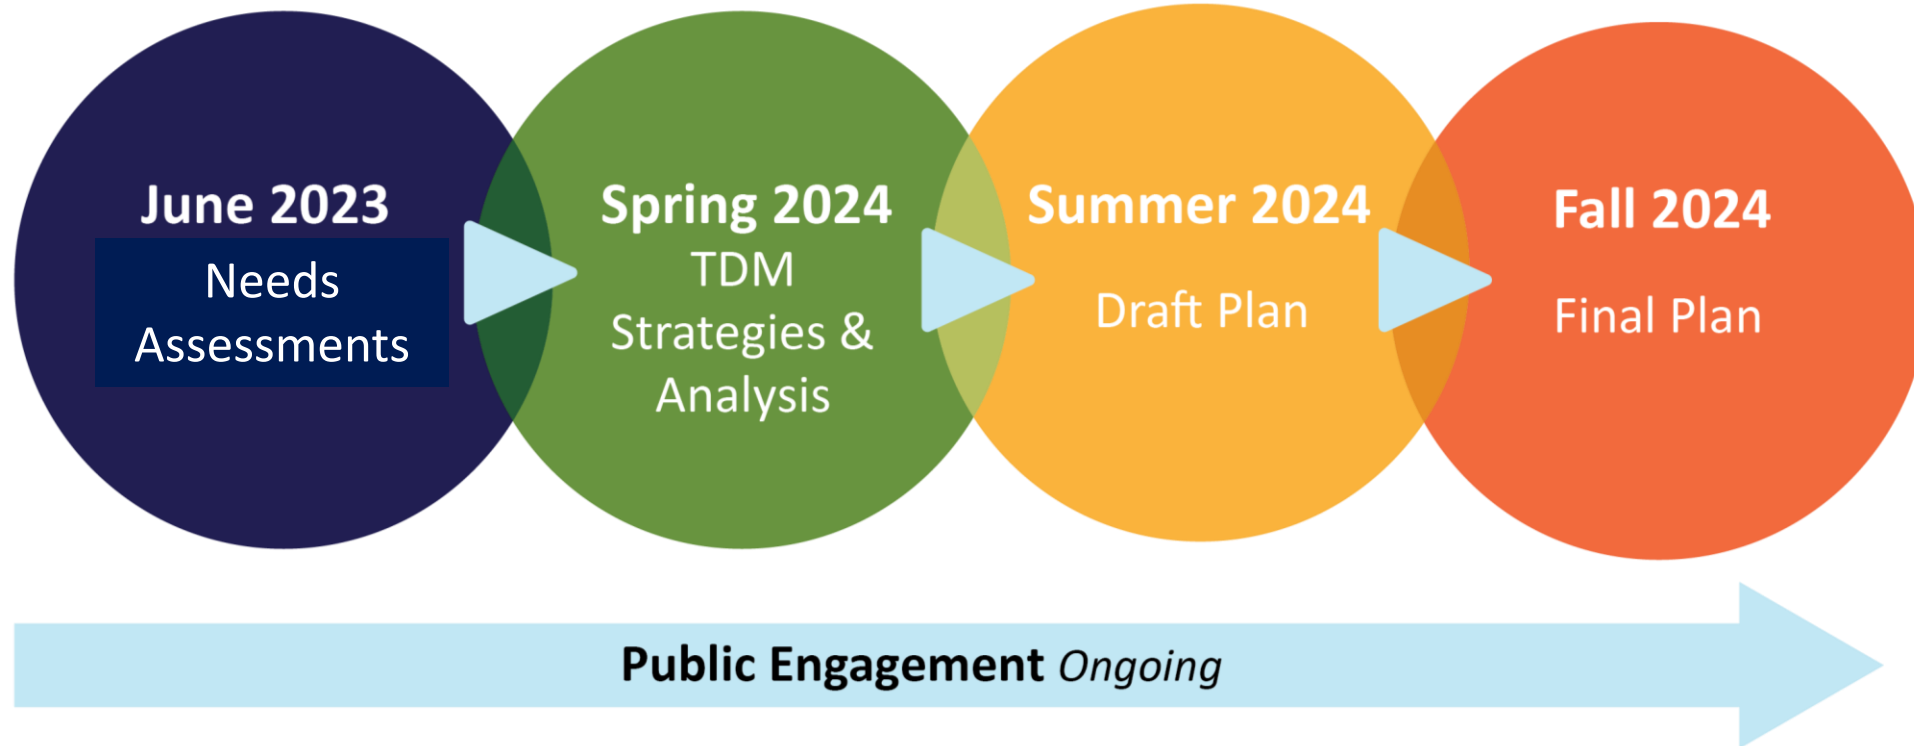 June 2023
Needs
Assessments
Spring 2024
TDM
Strategies &
Analysis
Summer 2024
Draft Plan
Fall 2024
Final Plan
Public Engagement Ongoing